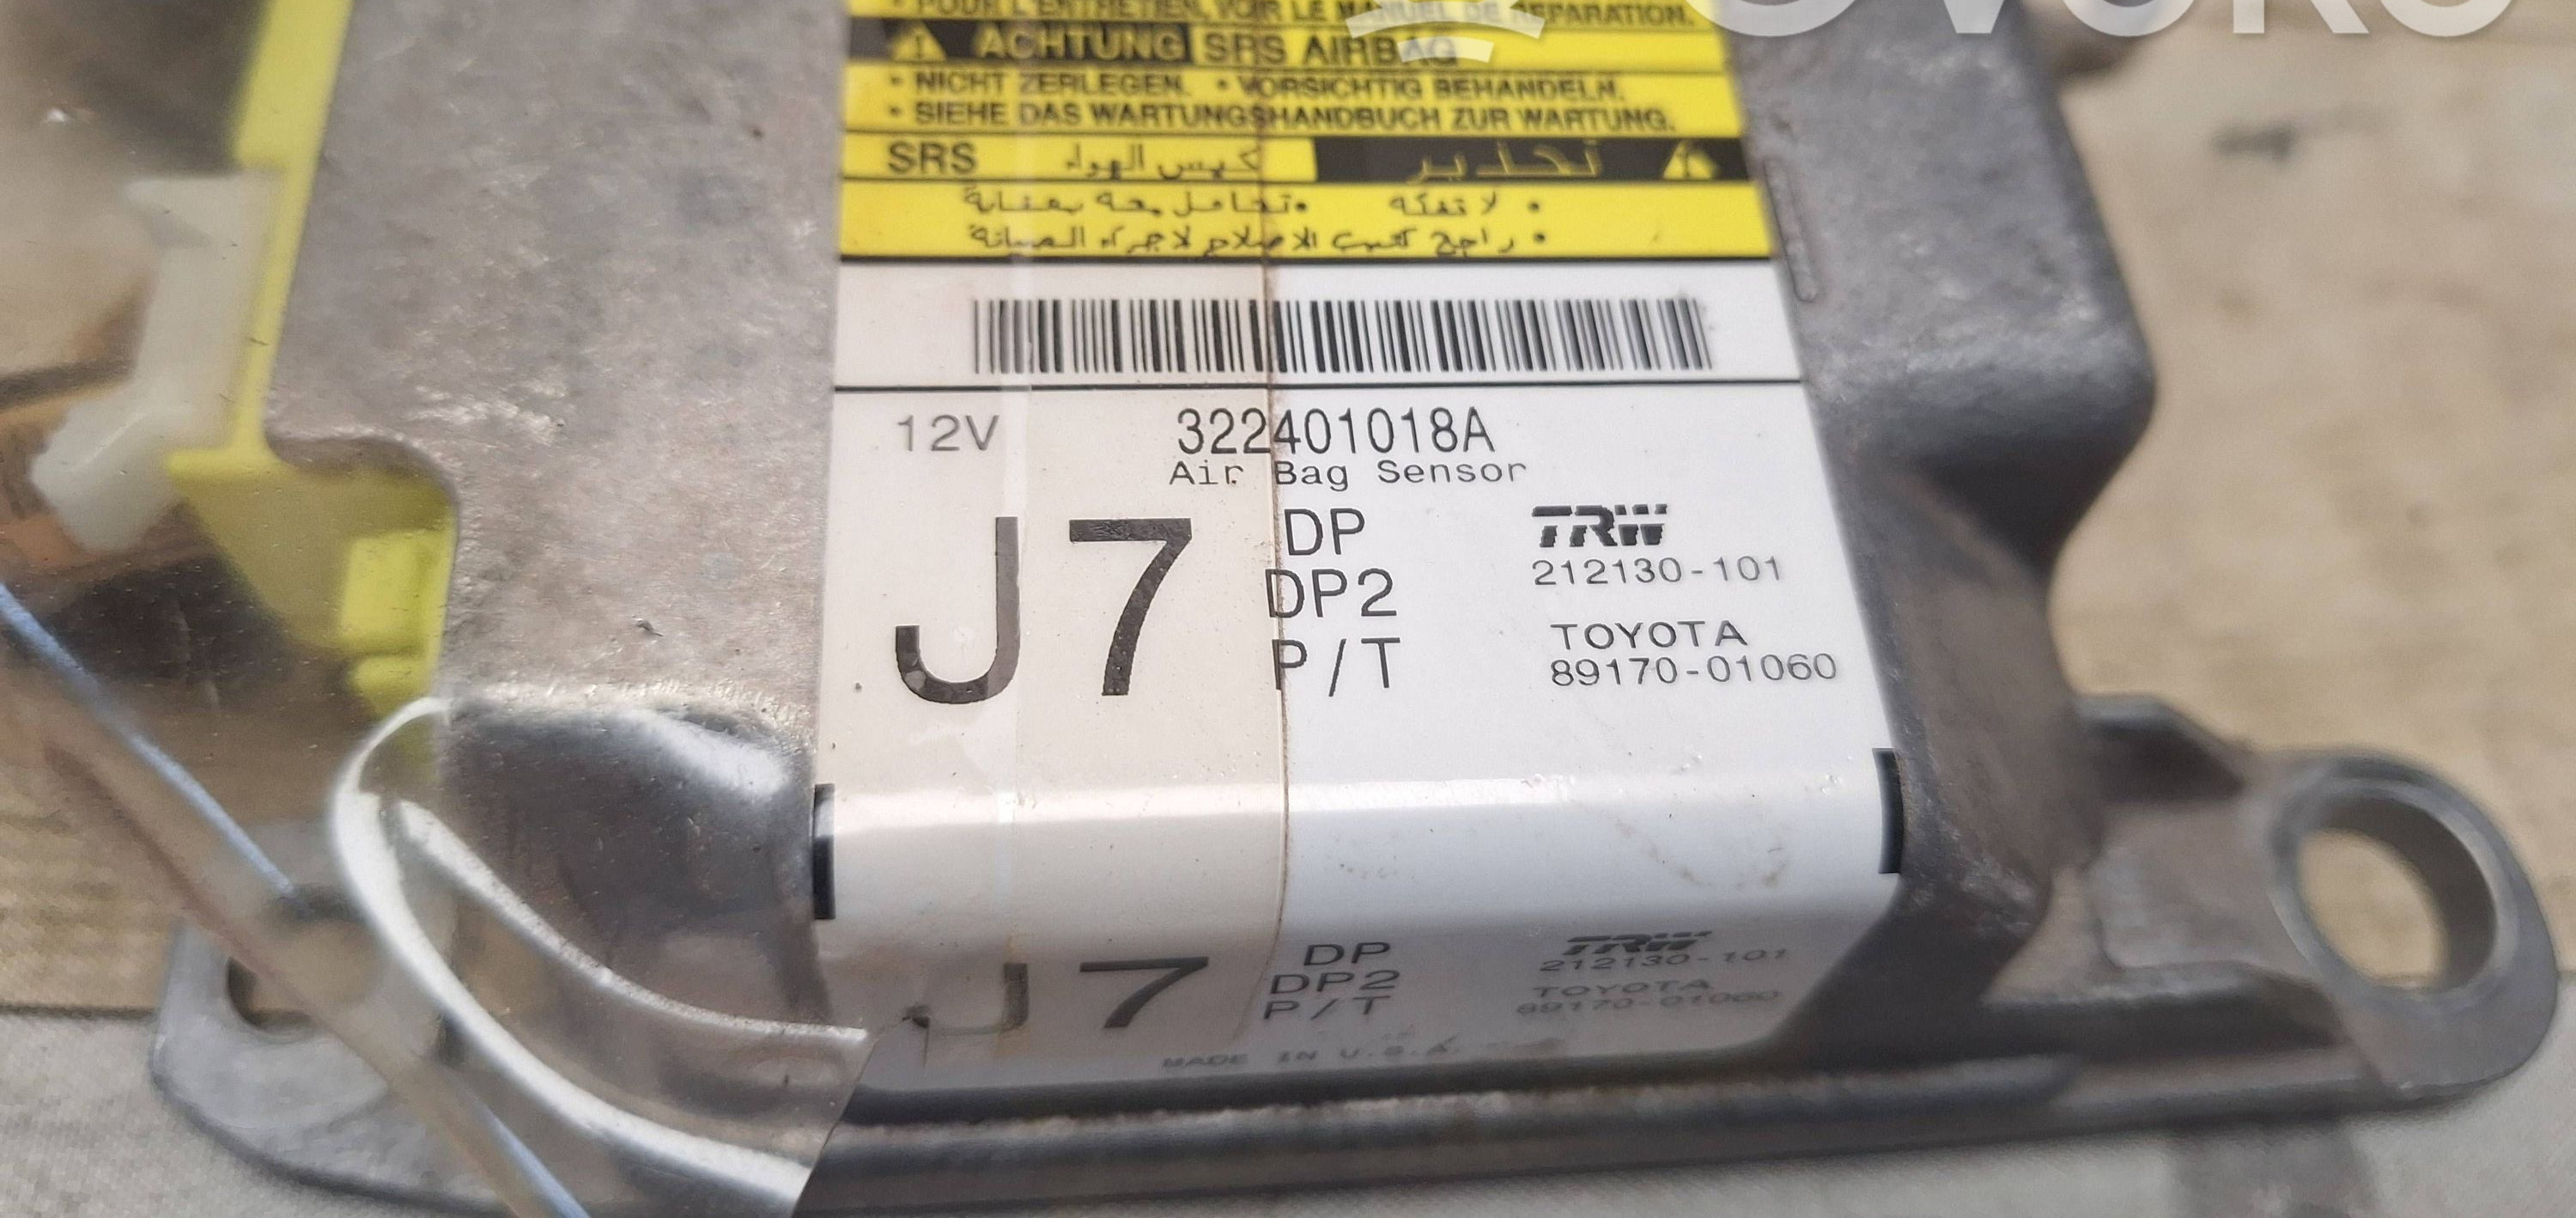 • POUR L'ENTRETIEN, VOIR LE MANUEL DE REPARATION.
ACHTUNG SRS AIRBAG
• NICHT ZERLEGEN. • VORSICHTIG BEHANDELN.
• SIEHE DAS WARTUNGSHANDBUCH ZUR WARTUNG.
تحذير كيس الهواء SRS
• لا تفكه • تعامل معه بعناية
• راجع كتيب الاصلاح لاجراء الصيانة
12V 322401018A
Air Bag Sensor
J7 DP
DP2
P/T
TRW
212130-101
TOYOTA
89170-01060
J7 DP
DP2
P/T
TRW
212130-101
TOYOTA
89170-01060
MADE IN U.S.A.